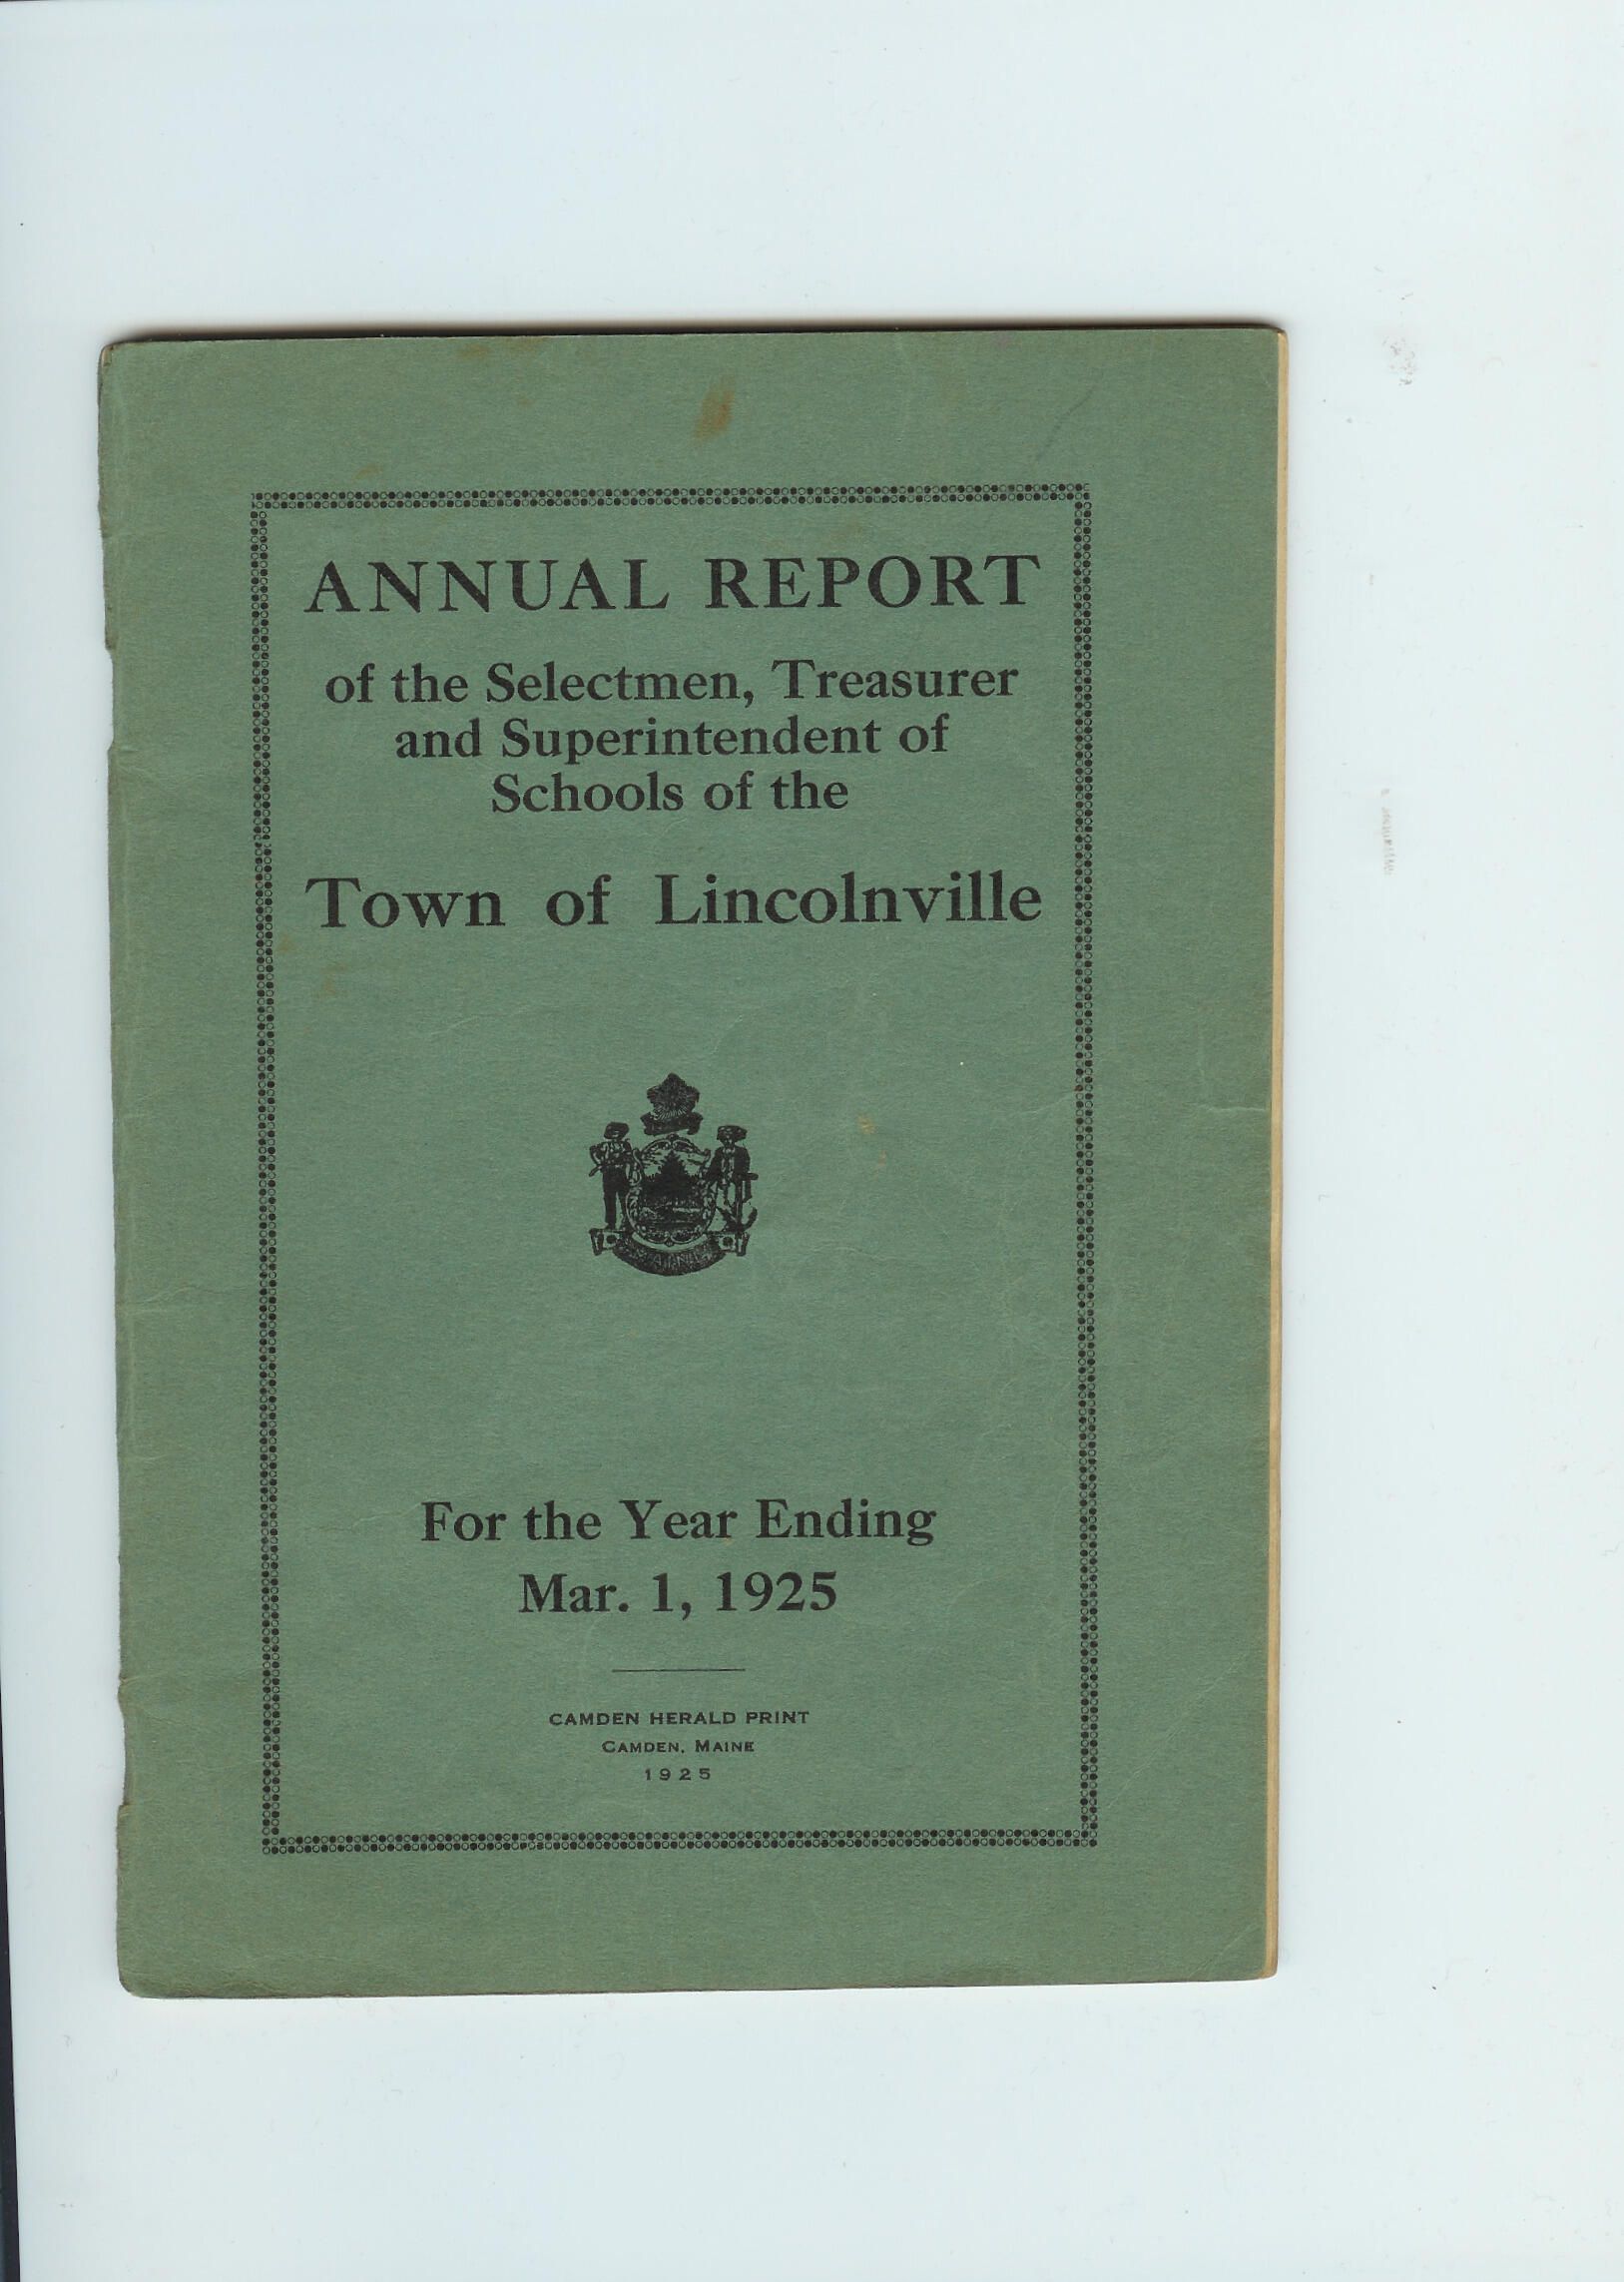 ANNUAL REPORT
of the Selectmen, Treasurer
and Superintendent of
Schools of the
Town of Lincolnville
For the Year Ending
Mar. 1, 1925
CAMDEN HERALD PRINT
CAMDEN, MAINE
1925